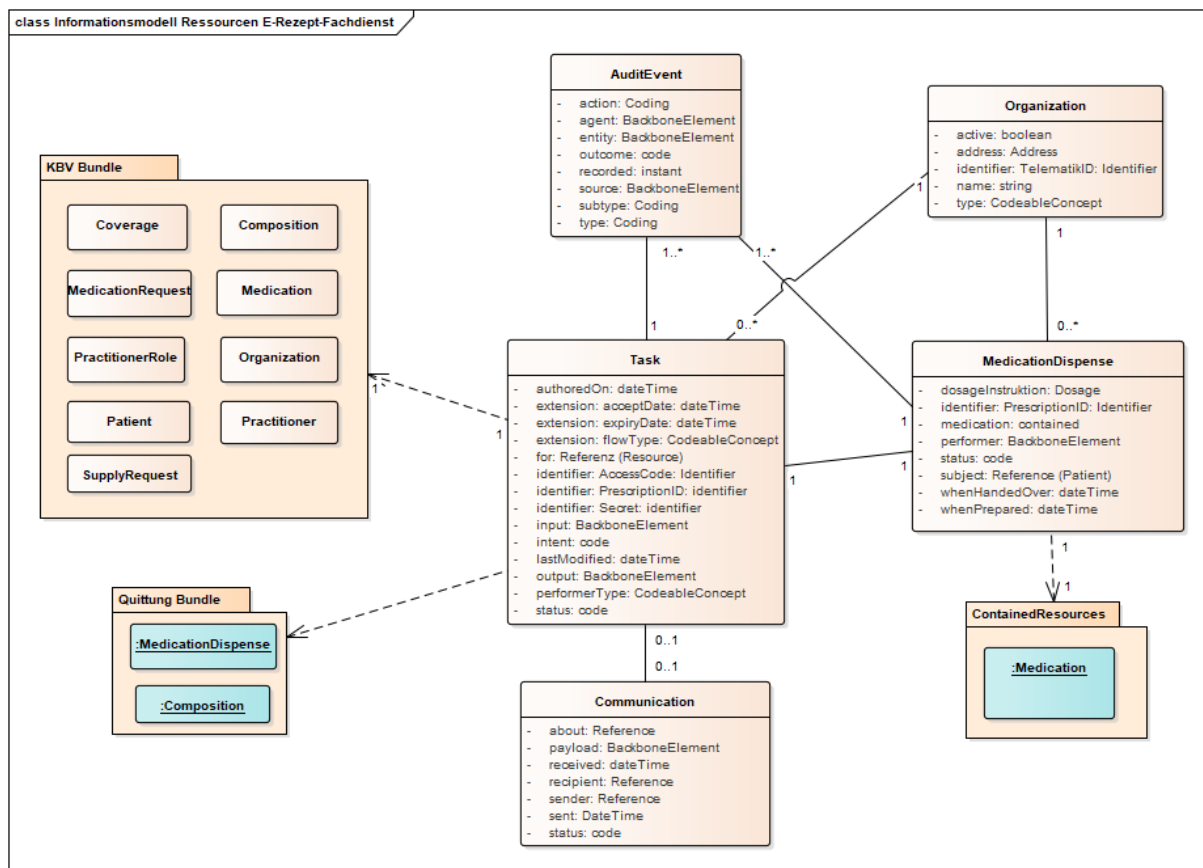 class Informationsmodell Ressourcen E-Rezept-Fachdienst
AuditEvent
- action: Coding
- agent: BackboneElement
- entity: BackboneElement
- outcome: code
- recorded: instant
- source: BackboneElement
- subtype: Coding
- type: Coding
1..*
1..*
1
Organization
- active: boolean
- address: Address
- identifier: TelematikID: Identifier
- name: string
- type: CodeableConcept
1
1
0..*
0..*
KBV Bundle
Coverage
Composition
MedicationRequest
Medication
PractitionerRole
Organization
Patient
Practitioner
SupplyRequest
1`
1
Task
- authoredOn: dateTime
- extension: acceptDate: dateTime
- extension: expiryDate: dateTime
- extension: flowType: CodeableConcept
- for: Referenz (Resource)
- identifier: AccessCode: Identifier
- identifier: PrescriptionID: identifier
- identifier: Secret: identifier
- input: BackboneElement
- intent: code
- lastModified: dateTime
- output: BackboneElement
- performerType: CodeableConcept
- status: code
1
1
1
MedicationDispense
- dosageInstruktion: Dosage
- identifier: PrescriptionID: Identifier
- medication: contained
- performer: BackboneElement
- status: code
- subject: Reference (Patient)
- whenHandedOver: dateTime
- whenPrepared: dateTime
1
1
ContainedResources
:Medication
Quittung Bundle
:MedicationDispense
:Composition
0..1
0..1
Communication
- about: Reference
- payload: BackboneElement
- received: dateTime
- recipient: Reference
- sender: Reference
- sent: DateTime
- status: code